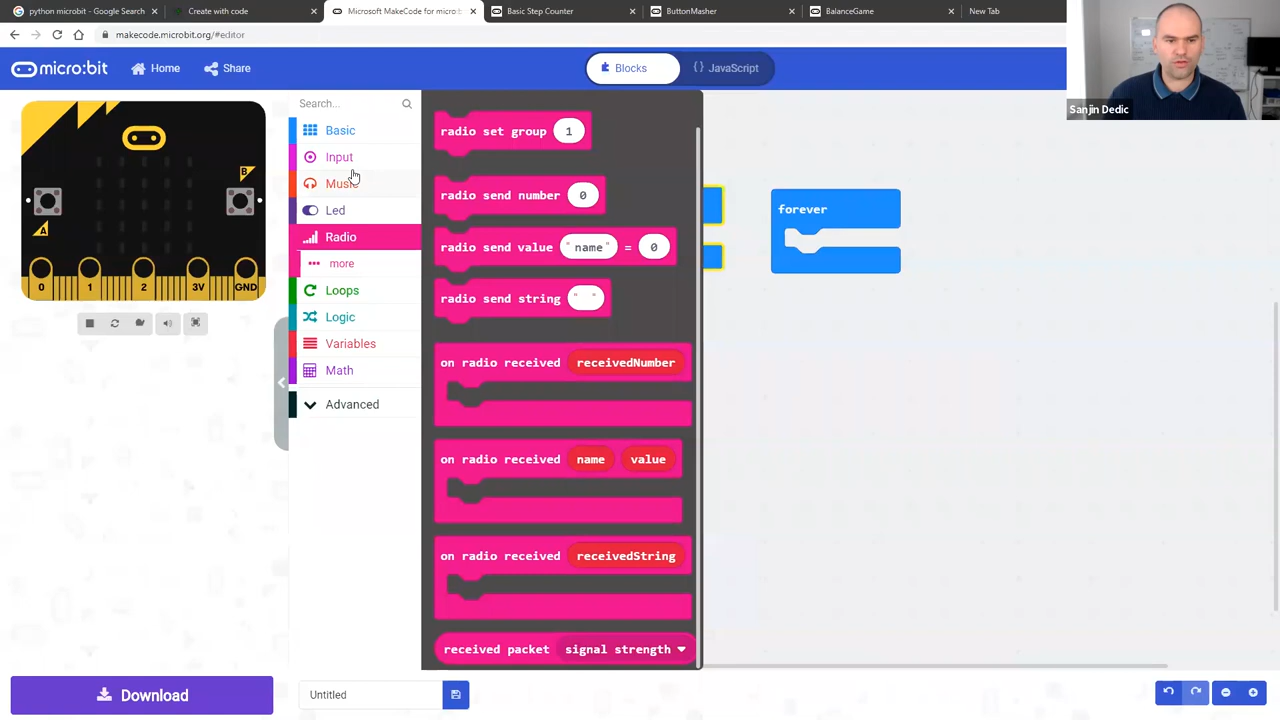 python microbit - Google Search
Create with code
Microsoft MakeCode for micro:b
Basic Step Counter
ButtonMasher
BalanceGame
New Tab
makecode.microbit.org/#editor
micro:bit
Home
Share
Blocks
{} JavaScript
Sanjin Dedic
Search...
Basic
Input
Music
Led
Radio
more
Loops
Logic
Variables
Math
Advanced
A
B
0 1 2 3V GND
radio set group 1
radio send number 0
radio send value "name" = 0
radio send string " "
on radio received receivedNumber
on radio received name value
on radio received receivedString
received packet signal strength
forever
Download
Untitled